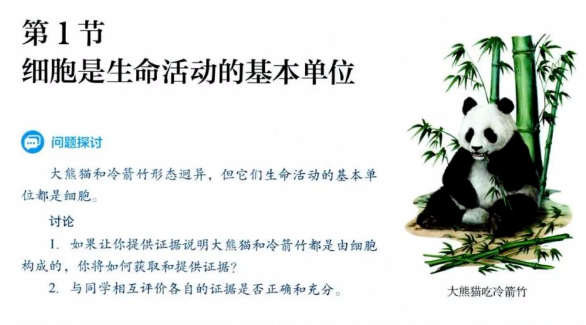 第1节
细胞是生命活动的基本单位
问题探讨
大熊猫和冷箭竹形态迥异，但它们生命活动的基本单
位都是细胞。
讨论
1. 如果让你提供证据说明大熊猫和冷箭竹都是由细胞
构成的，你将如何获取和提供证据？
2. 与同学相互评价各自的证据是否正确和充分。
大熊猫吃冷箭竹